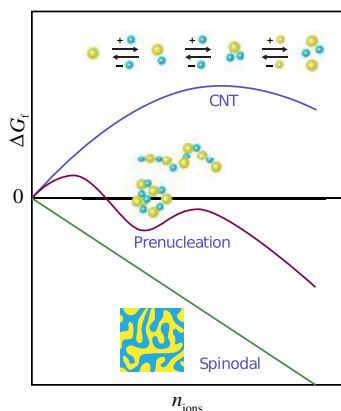 + + +
− − −
CNT
ΔG_f
0
Prenucleation
Spinodal
n_ions